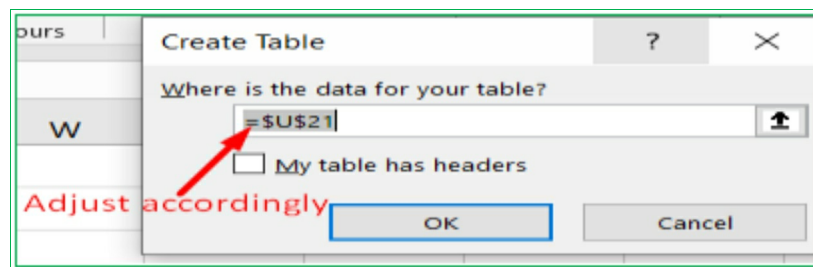 ours
Create Table ? ×
Where is the data for your table?
=$U$21
W
My table has headers
Adjust accordingly
OK Cancel